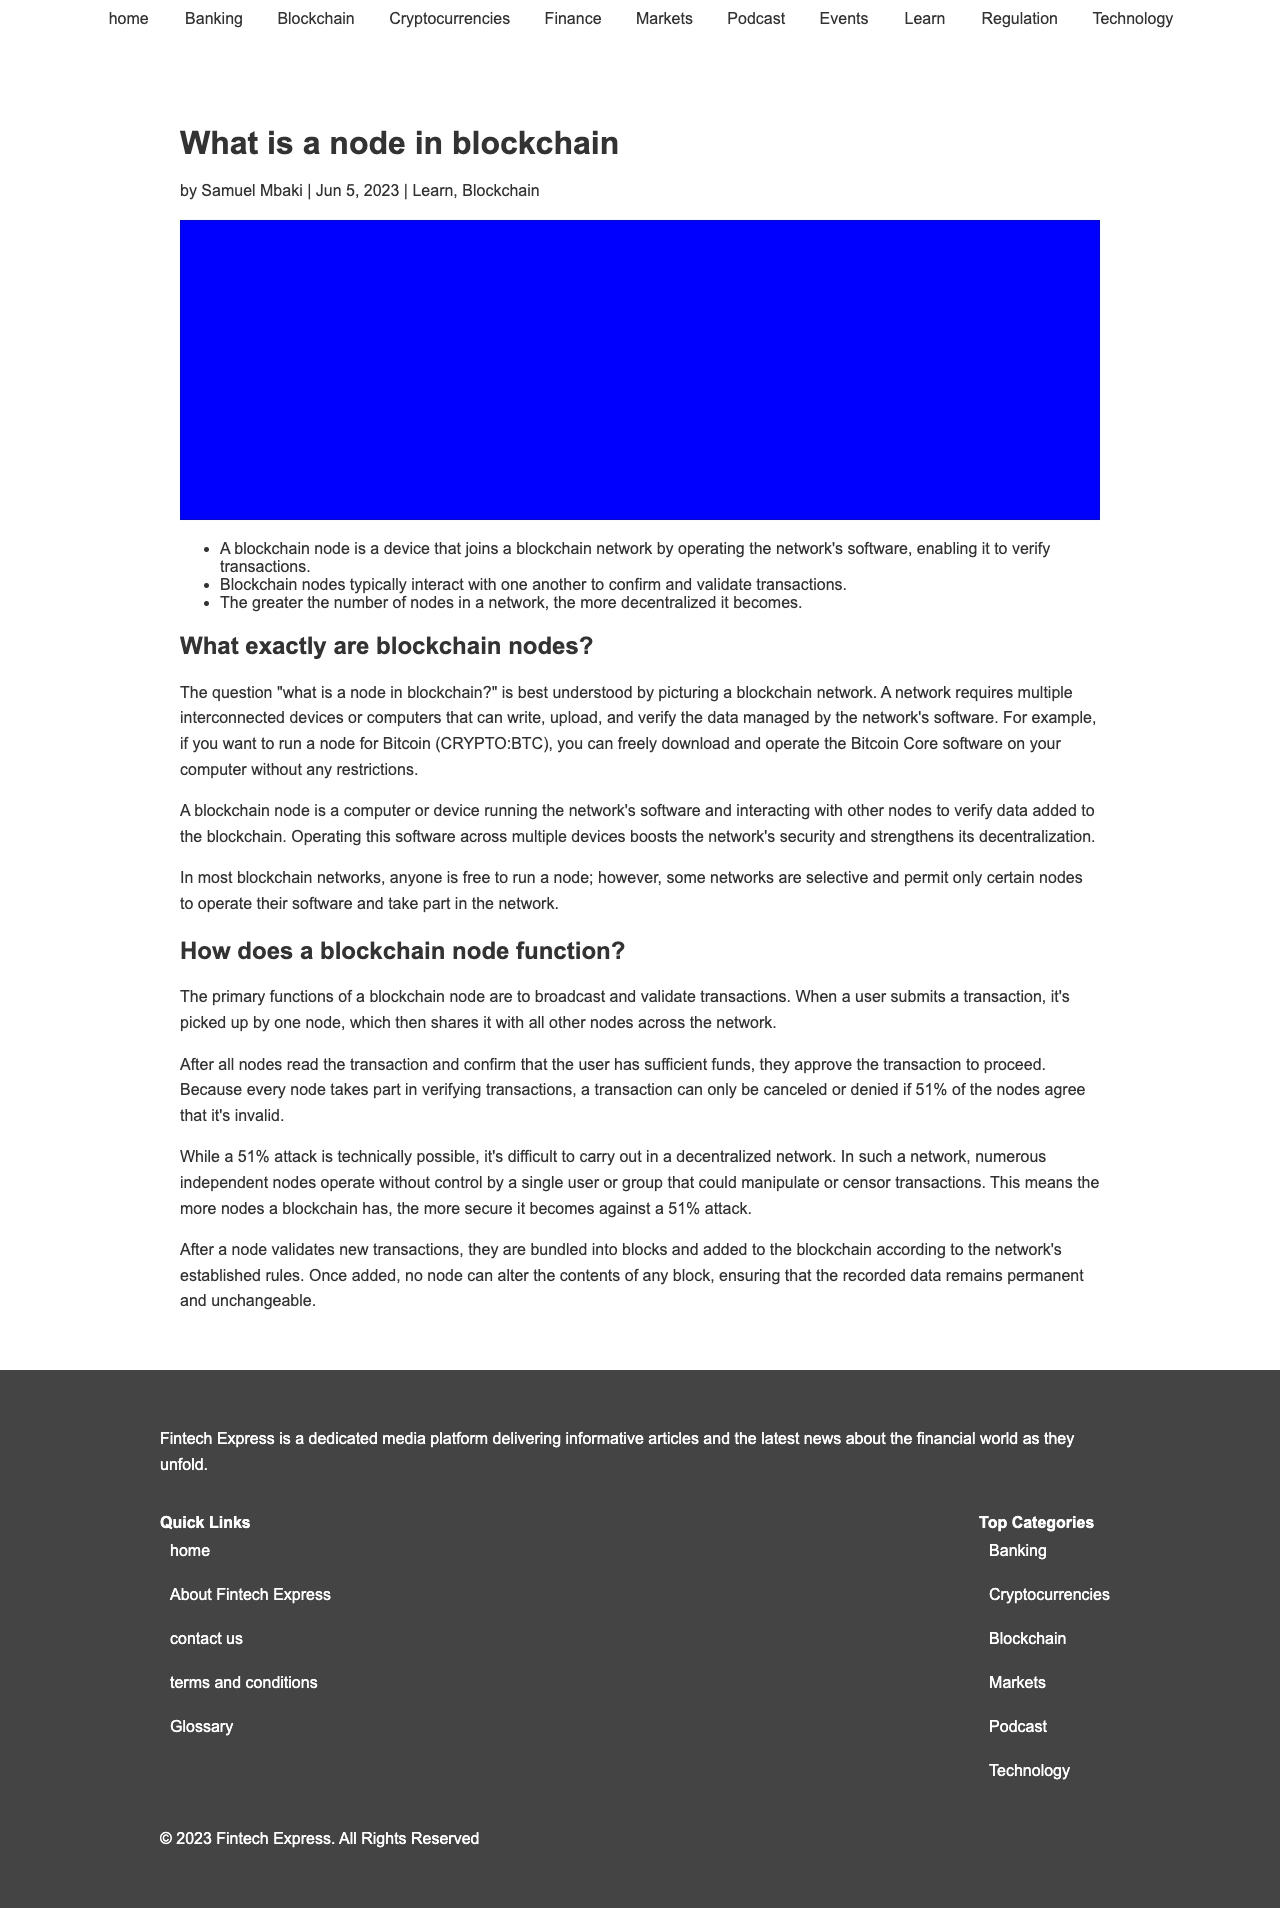 home Banking Blockchain Cryptocurrencies Finance Markets Podcast Events Learn Regulation Technology
What is a node in blockchain
by Samuel Mbaki | Jun 5, 2023 | Learn, Blockchain
• A blockchain node is a device that joins a blockchain network by operating the network's software, enabling it to verify
transactions.
• Blockchain nodes typically interact with one another to confirm and validate transactions.
• The greater the number of nodes in a network, the more decentralized it becomes.
What exactly are blockchain nodes?
The question "what is a node in blockchain?" is best understood by picturing a blockchain network. A network requires multiple
interconnected devices or computers that can write, upload, and verify the data managed by the network's software. For example,
if you want to run a node for Bitcoin (CRYPTO:BTC), you can freely download and operate the Bitcoin Core software on your
computer without any restrictions.
A blockchain node is a computer or device running the network's software and interacting with other nodes to verify data added to
the blockchain. Operating this software across multiple devices boosts the network's security and strengthens its decentralization.
In most blockchain networks, anyone is free to run a node; however, some networks are selective and permit only certain nodes
to operate their software and take part in the network.
How does a blockchain node function?
The primary functions of a blockchain node are to broadcast and validate transactions. When a user submits a transaction, it's
picked up by one node, which then shares it with all other nodes across the network.
After all nodes read the transaction and confirm that the user has sufficient funds, they approve the transaction to proceed.
Because every node takes part in verifying transactions, a transaction can only be canceled or denied if 51% of the nodes agree
that it's invalid.
While a 51% attack is technically possible, it's difficult to carry out in a decentralized network. In such a network, numerous
independent nodes operate without control by a single user or group that could manipulate or censor transactions. This means the
more nodes a blockchain has, the more secure it becomes against a 51% attack.
After a node validates new transactions, they are bundled into blocks and added to the blockchain according to the network's
established rules. Once added, no node can alter the contents of any block, ensuring that the recorded data remains permanent
and unchangeable.
Fintech Express is a dedicated media platform delivering informative articles and the latest news about the financial world as they
unfold.
Quick Links
home
About Fintech Express
contact us
terms and conditions
Glossary
Top Categories
Banking
Cryptocurrencies
Blockchain
Markets
Podcast
Technology
© 2023 Fintech Express. All Rights Reserved